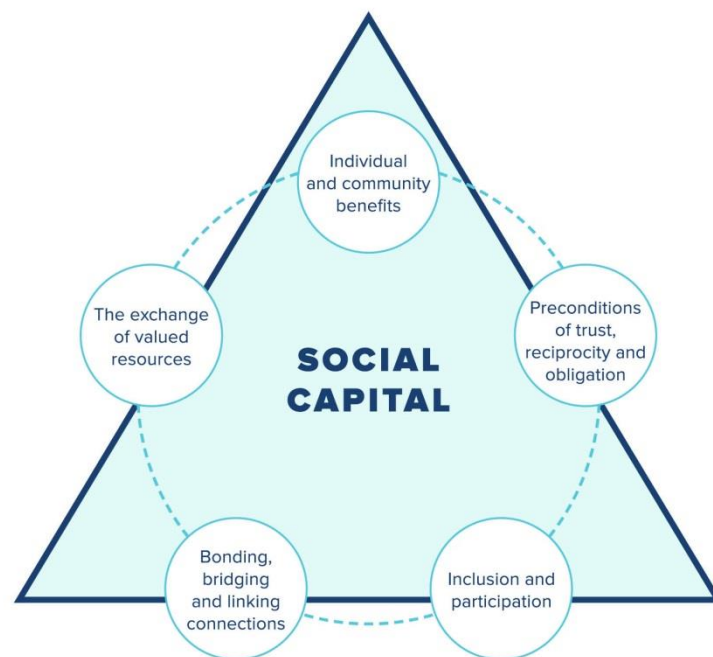 Individual
and community
benefits
The exchange
of valued
resources
Preconditions
of trust,
reciprocity and
obligation
SOCIAL
CAPITAL
Bonding,
bridging
and linking
connections
Inclusion and
participation